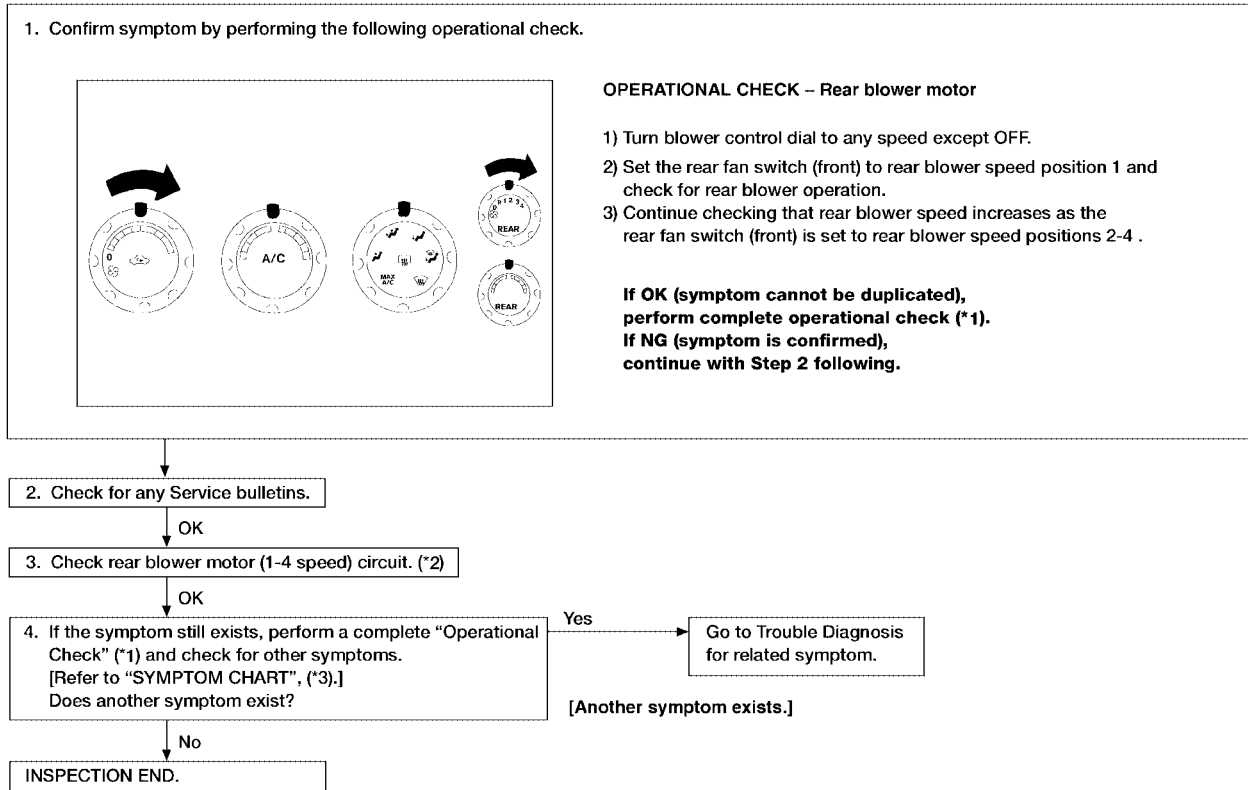 1. Confirm symptom by performing the following operational check.
OPERATIONAL CHECK – Rear blower motor
1) Turn blower control dial to any speed except OFF.
2) Set the rear fan switch (front) to rear blower speed position 1 and
check for rear blower operation.
3) Continue checking that rear blower speed increases as the
rear fan switch (front) is set to rear blower speed positions 2-4 .
If OK (symptom cannot be duplicated),
perform complete operational check (*1).
If NG (symptom is confirmed),
continue with Step 2 following.
0
A/C
MAX
A/C
1 2 3 4
REAR
REAR
2. Check for any Service bulletins.
OK
3. Check rear blower motor (1-4 speed) circuit. (*2)
OK
4. If the symptom still exists, perform a complete “Operational
Check” (*1) and check for other symptoms.
[Refer to “SYMPTOM CHART”, (*3).]
Does another symptom exist?
Yes
Go to Trouble Diagnosis
for related symptom.
[Another symptom exists.]
No
INSPECTION END.